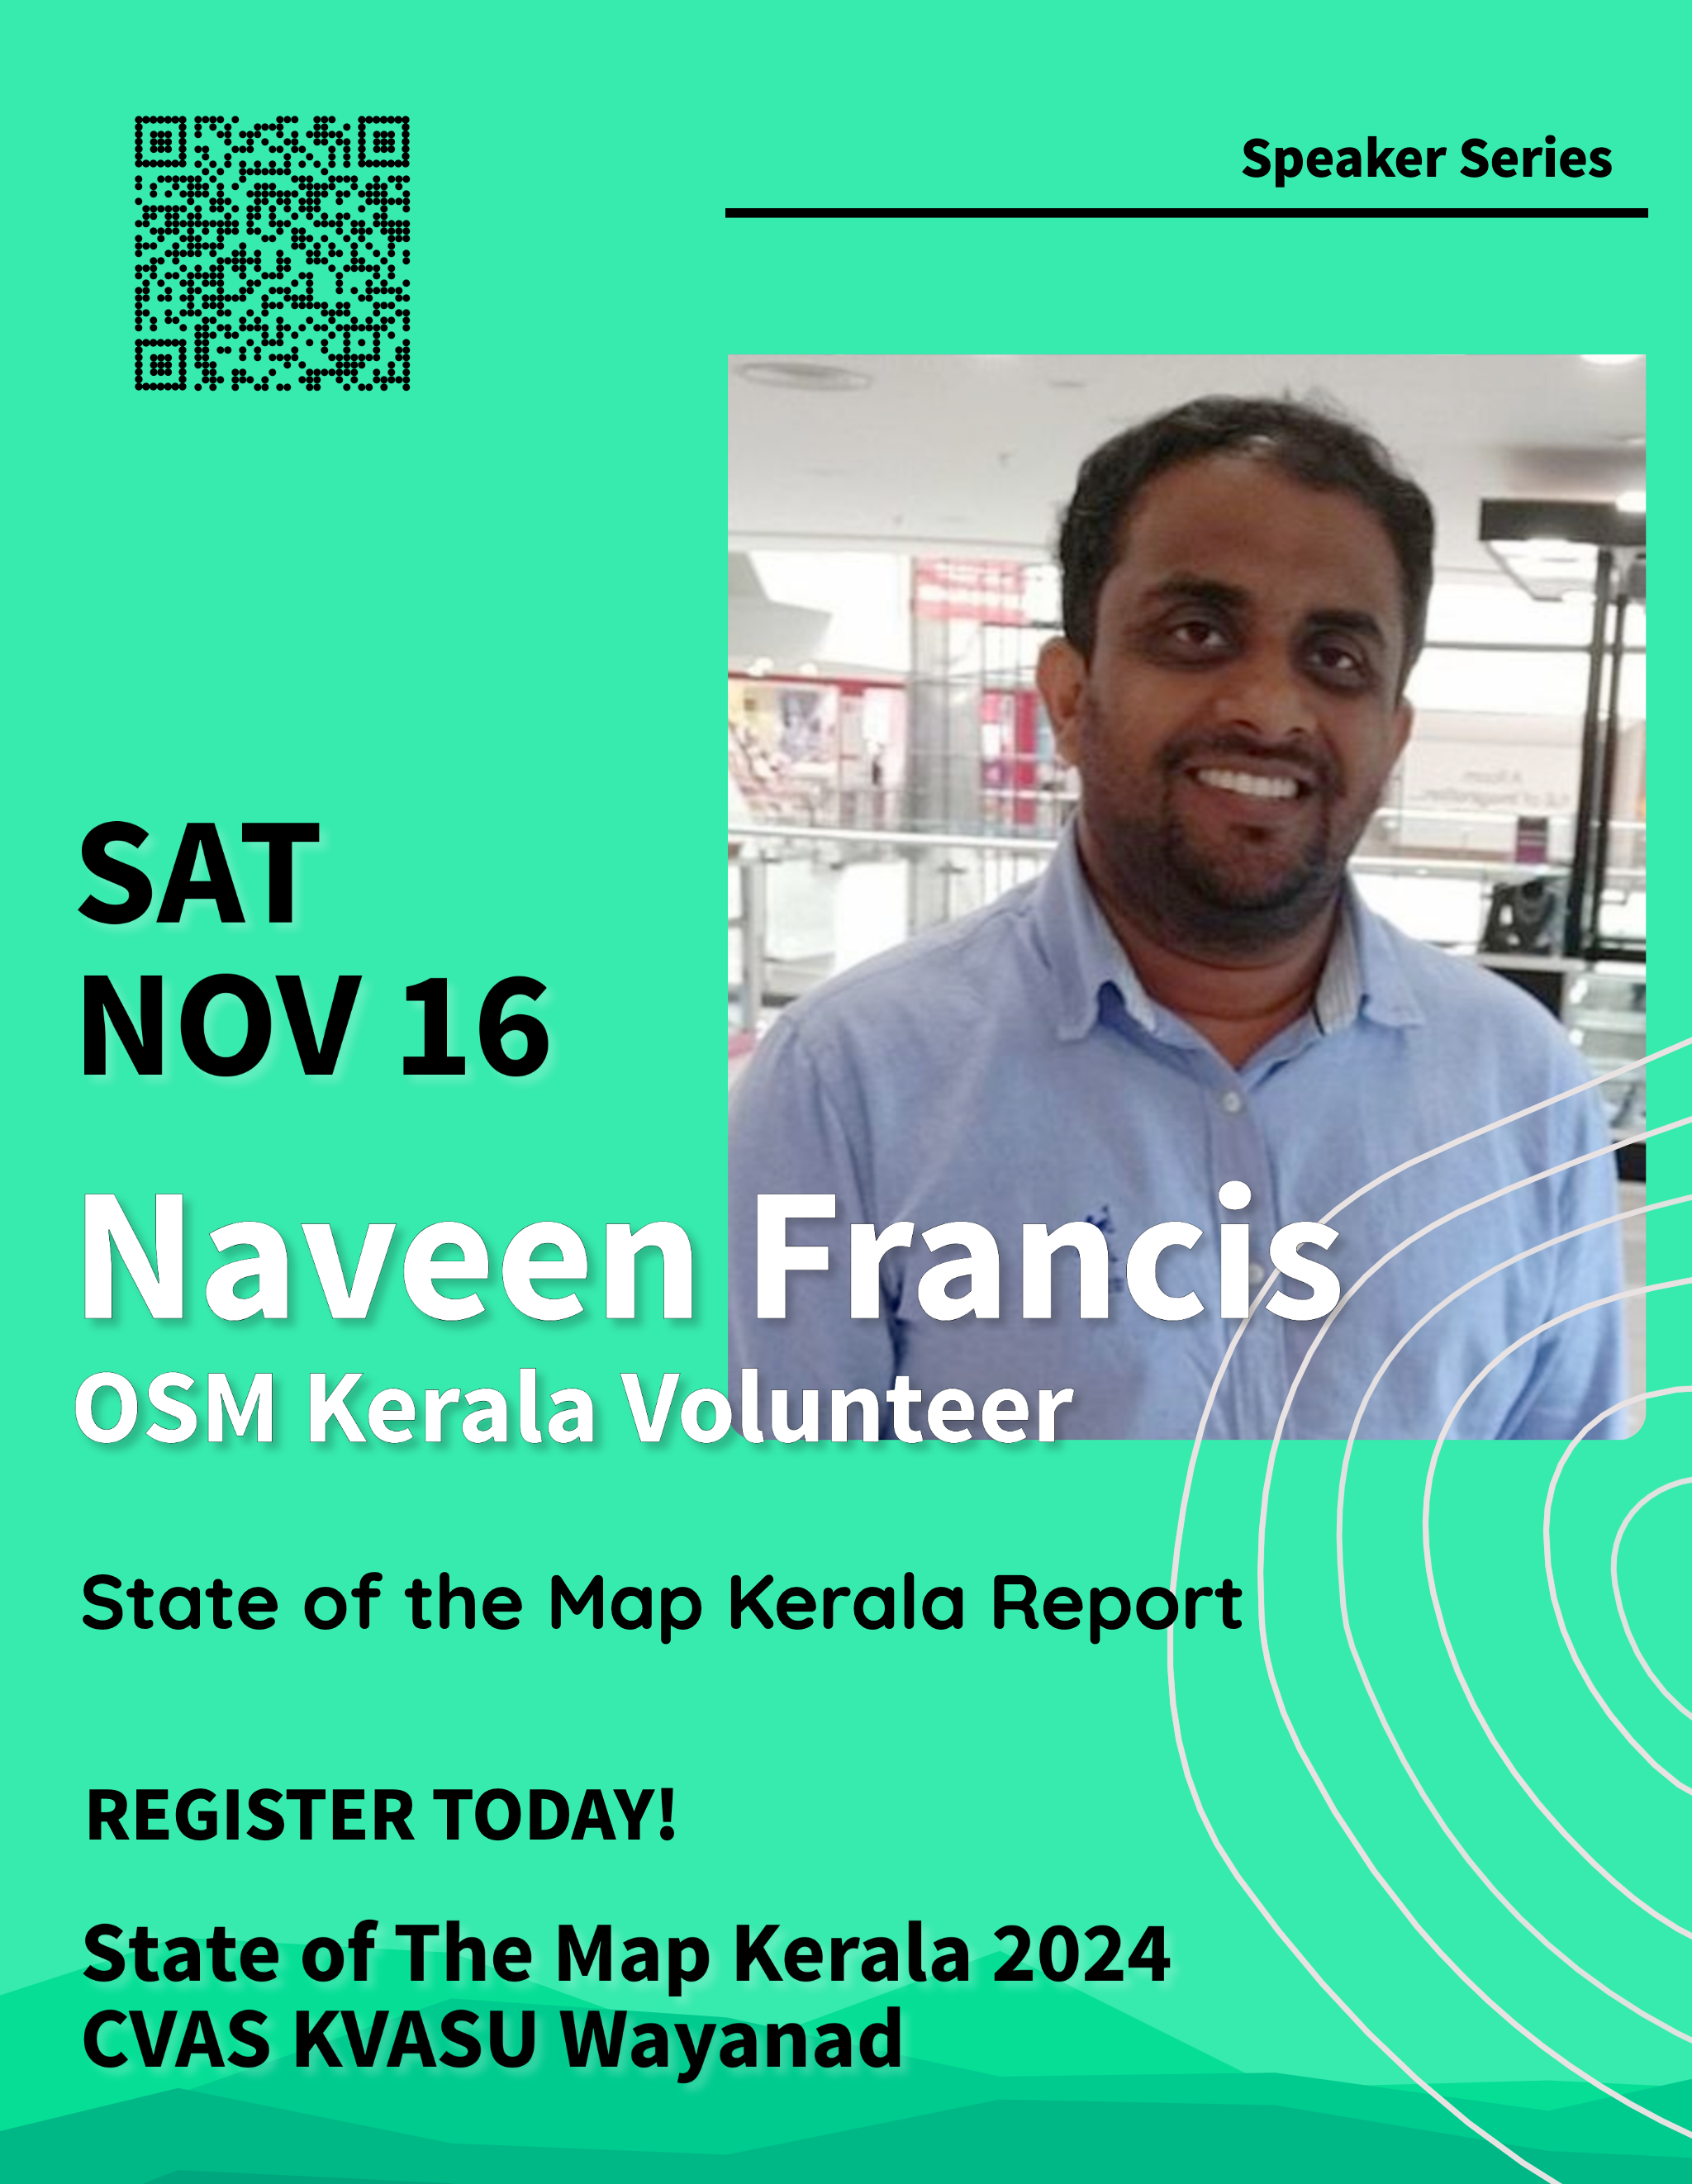 Speaker Series
SAT
NOV 16
Naveen Francis
OSM Kerala Volunteer
State of the Map Kerala Report
REGISTER TODAY!
State of The Map Kerala 2024
CVAS KVASU Wayanad